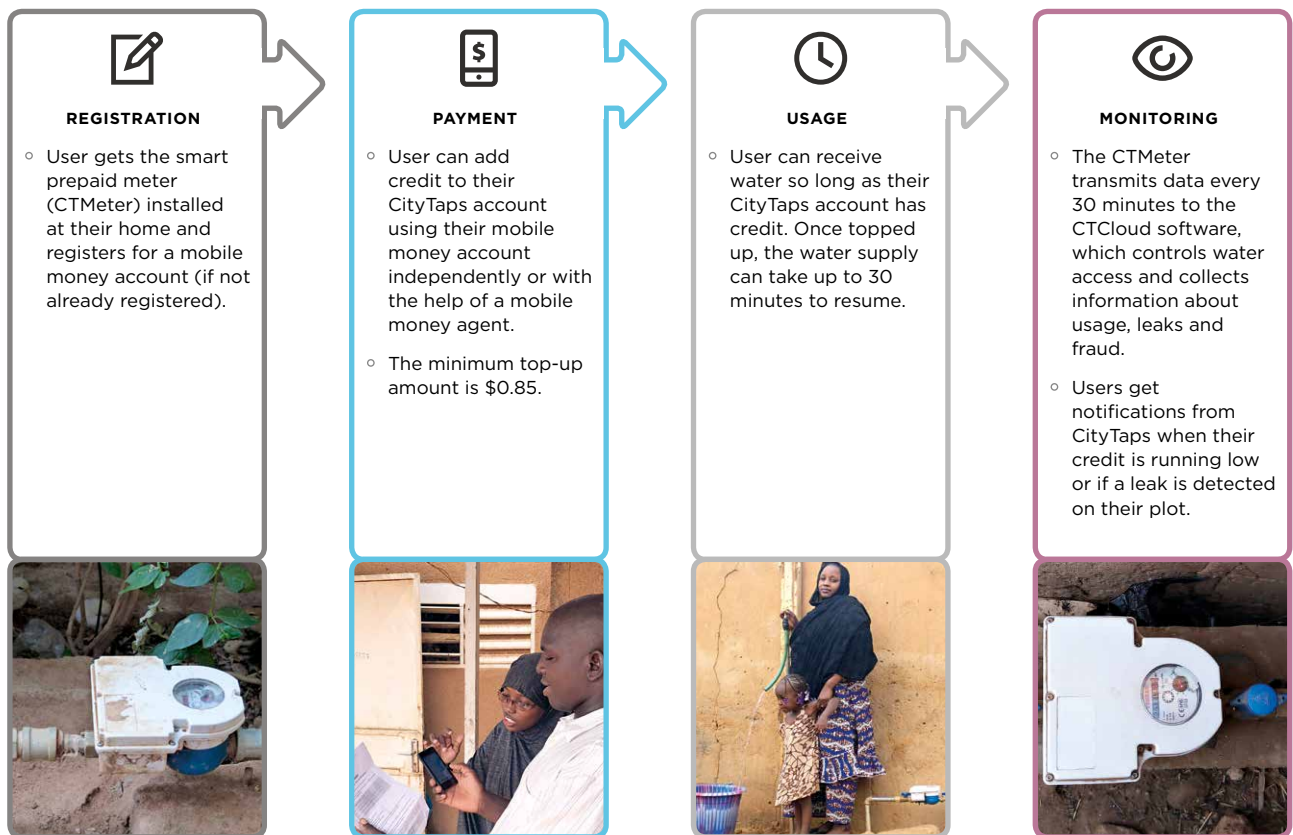 REGISTRATION
User gets the smart
prepaid meter
(CTMeter) installed
at their home and
registers for a mobile
money account (if not
already registered).
$
PAYMENT
User can add
credit to their
CityTaps account
using their mobile
money account
independently or with
the help of a mobile
money agent.
The minimum top-up
amount is $0.85.
USAGE
User can receive
water so long as their
CityTaps account has
credit. Once topped
up, the water supply
can take up to 30
minutes to resume.
MONITORING
The CTMeter
transmits data every
30 minutes to the
CTCloud software,
which controls water
access and collects
information about
usage, leaks and
fraud.
Users get
notifications from
CityTaps when their
credit is running low
or if a leak is detected
on their plot.